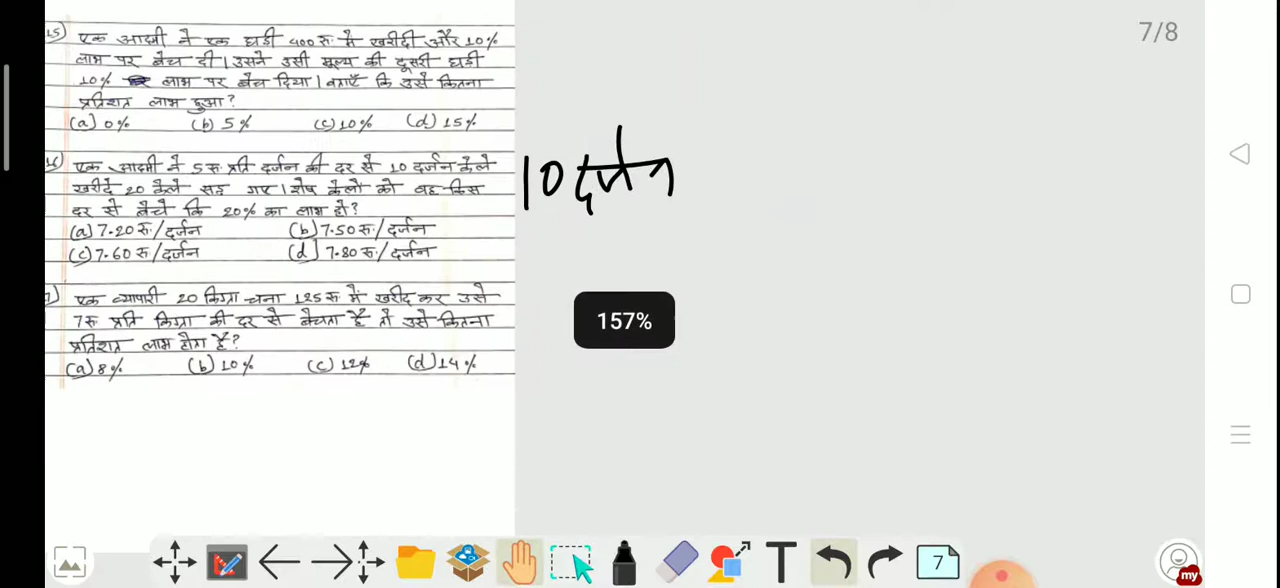 7/8
15) एक आदमी ने एक घड़ी 400 रु. में खरीदी और 10%
लाभ पर बेच दी। उसने उसी मूल्य की दूसरी घड़ी
10% लाभ पर बेच दिया। बताएँ कि उसे कितना
प्रतिशत लाभ हुआ?
(a) 0% (b) 5% (c) 10% (d) 15%
16) एक आदमी ने 5 रु. प्रति दर्जन की दर से 10 दर्जन केले
खरीदे 20 केले सड़ गए। शेष केलों को वह किस
दर से बेचे कि 20% का लाभ हो?
(a) 7.20 रु./दर्जन (b) 7.50 रु./दर्जन
(c) 7.60 रु./दर्जन (d) 7.80 रु./दर्जन
7) एक व्यापारी 20 किग्रा चना 125 रु में खरीद कर उसे
7 रु प्रति किग्रा की दर से बेचता है तो उसे कितना
प्रतिशत लाभ होगा है?
(a) 8% (b) 10% (c) 12% (d) 14%
10 दर्जन
157%
T
7
my